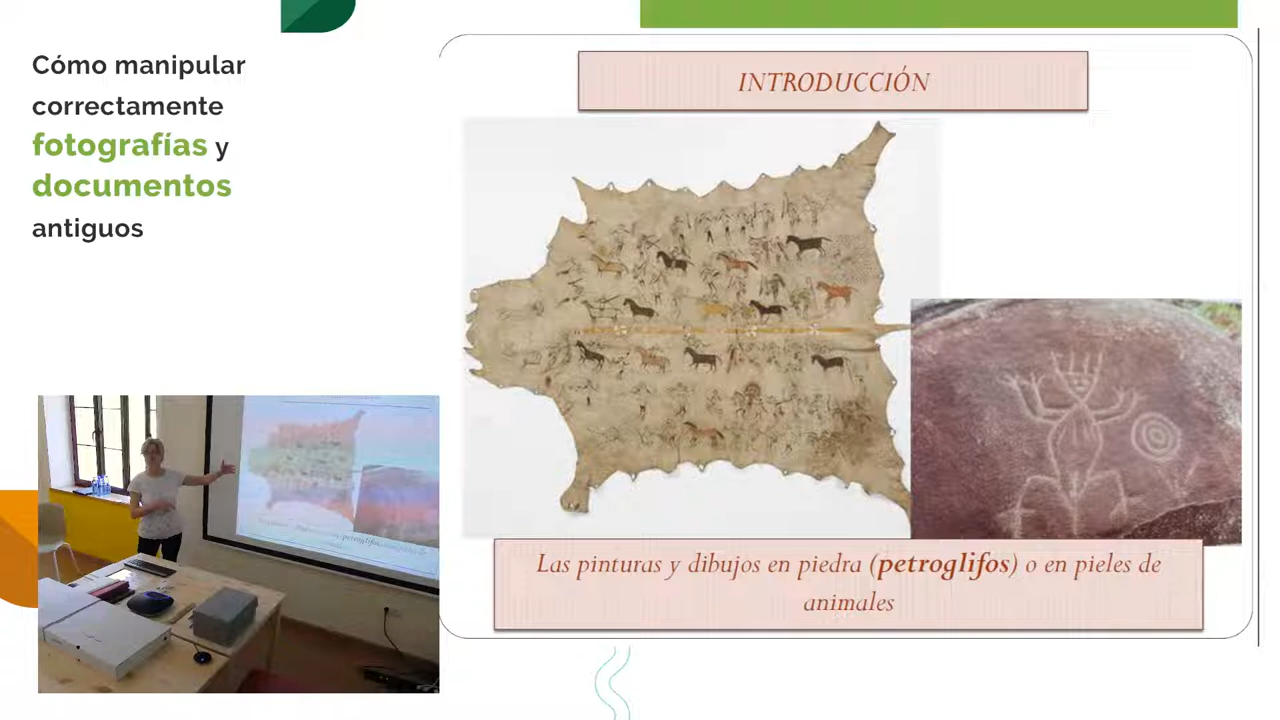 Cómo manipular
correctamente
fotografías y
documentos
antiguos
INTRODUCCIÓN
Las pinturas y dibujos en piedra (petroglifos) o en pieles de
animales